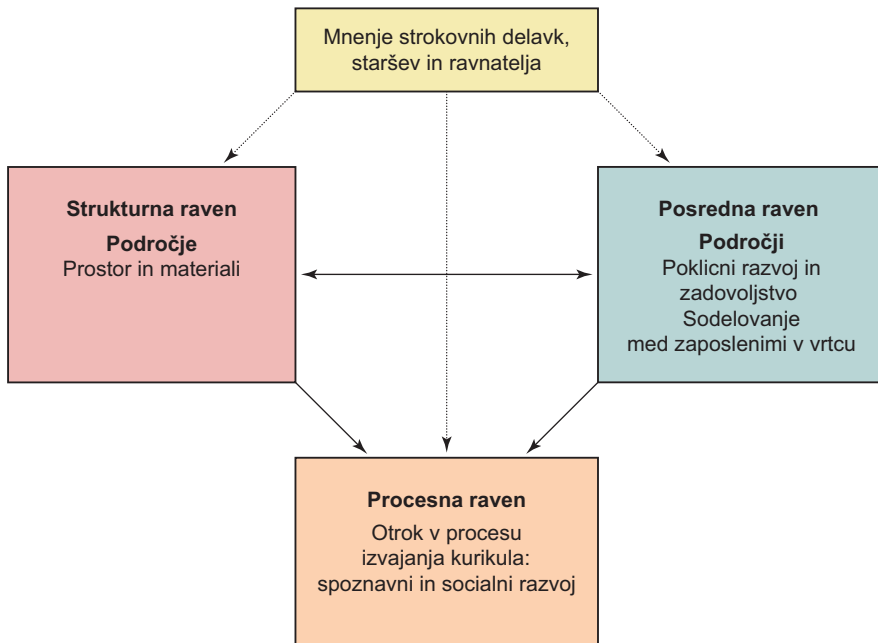 Mnenje strokovnih delavk,
staršev in ravnatelja
Strukturna raven
Področje
Prostor in materiali
Posredna raven
Področji
Poklicni razvoj in
zadovoljstvo
Sodelovanje
med zaposlenimi v vrtcu
Procesna raven
Otrok v procesu
izvajanja kurikula:
spoznavni in socialni razvoj